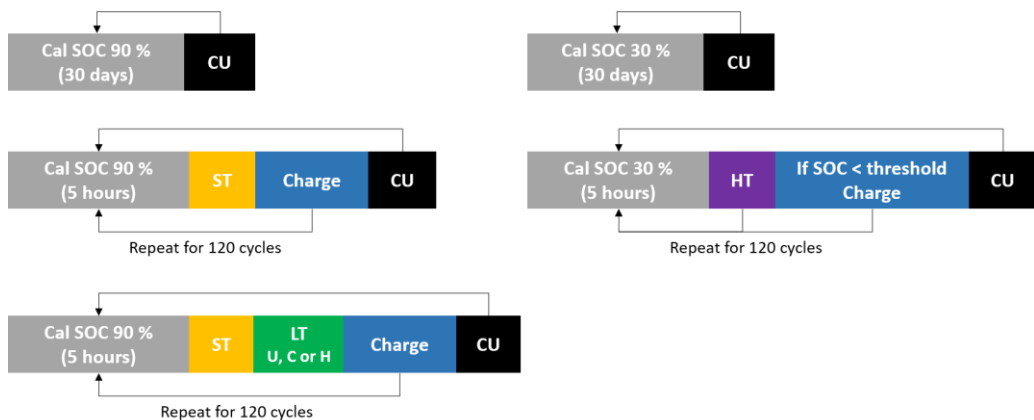 Cal SOC 90 %
(30 days)
CU
Cal SOC 30 %
(30 days)
CU
Cal SOC 90 %
(5 hours)
ST
Charge
CU
Repeat for 120 cycles
Cal SOC 30 %
(5 hours)
HT
If SOC < threshold
Charge
CU
Repeat for 120 cycles
Cal SOC 90 %
(5 hours)
ST
LT
U, C or H
Charge
CU
Repeat for 120 cycles